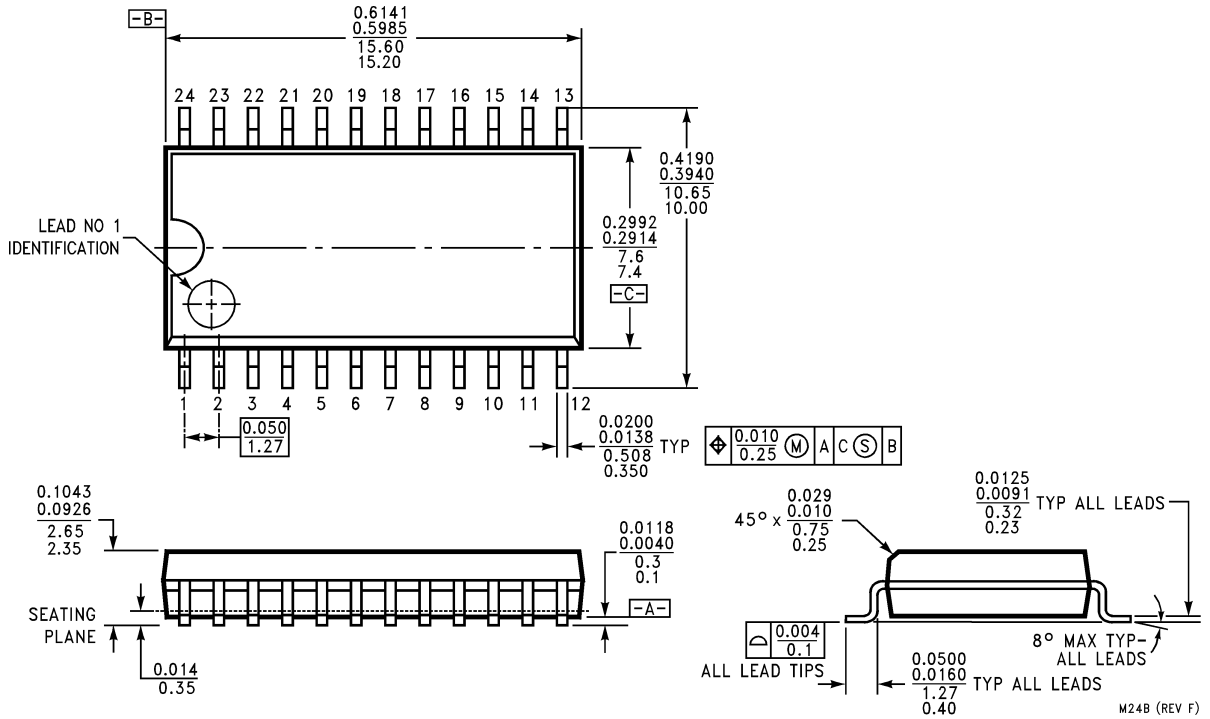 -B-
0.6141
0.5985
15.60
15.20
24 23 22 21 20 19 18 17 16 15 14 13
LEAD NO 1
IDENTIFICATION
0.4190
0.3940
10.65
10.00
0.2992
0.2914
7.6
7.4
-C-
1 2 3 4 5 6 7 8 9 10 11 12
0.050
1.27
0.0200
0.0138
0.508
0.350
TYP
0.010
0.25
M A C S B
0.1043
0.0926
2.65
2.35
SEATING
PLANE
0.014
0.35
0.0118
0.0040
0.3
0.1
-A-
45° x
0.029
0.010
0.75
0.25
0.0125
0.0091
0.32
0.23
TYP ALL LEADS
0.004
0.1
ALL LEAD TIPS
0.0500
0.0160
1.27
0.40
TYP ALL LEADS
8° MAX TYP-
ALL LEADS
M24B (REV F)